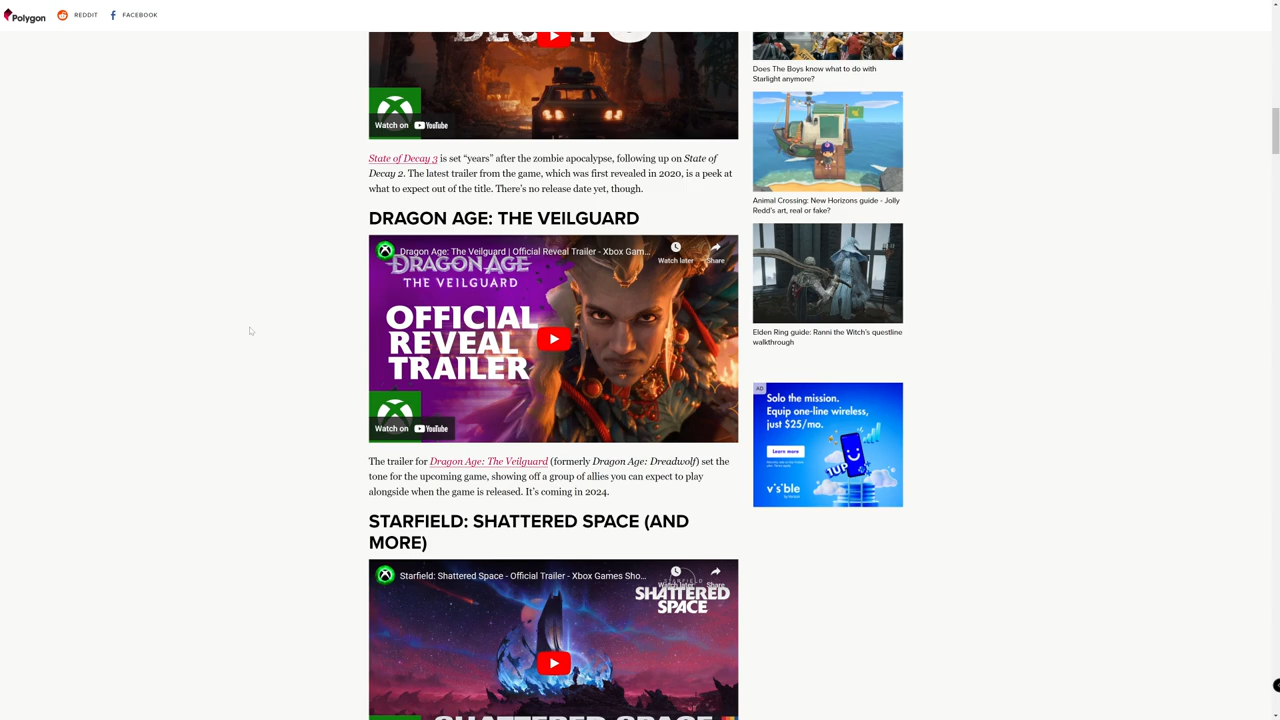 Polygon
REDDIT
FACEBOOK
Watch on YouTube
State of Decay 3 is set “years” after the zombie apocalypse, following up on State of
Decay 2. The latest trailer from the game, which was first revealed in 2020, is a peek at
what to expect out of the title. There’s no release date yet, though.
DRAGON AGE: THE VEILGUARD
Dragon Age: The Veilguard | Official Reveal Trailer - Xbox Gam...
Watch later
Share
DRAGON AGE
THE VEILGUARD
OFFICIAL
REVEAL
TRAILER
Watch on YouTube
The trailer for Dragon Age: The Veilguard (formerly Dragon Age: Dreadwolf) set the
tone for the upcoming game, showing off a group of allies you can expect to play
alongside when the game is released. It’s coming in 2024.
STARFIELD: SHATTERED SPACE (AND
MORE)
Starfield: Shattered Space - Official Trailer - Xbox Games Sho...
Watch later
Share
STARFIELD
SHATTERED
SPACE
SHATTERED SPACE
Does The Boys know what to do with
Starlight anymore?
Animal Crossing: New Horizons guide - Jolly
Redd’s art, real or fake?
Elden Ring guide: Ranni the Witch’s questline
walkthrough
AD
Solo the mission.
Equip one-line wireless,
just $25/mo.
Learn more
1UP
visible